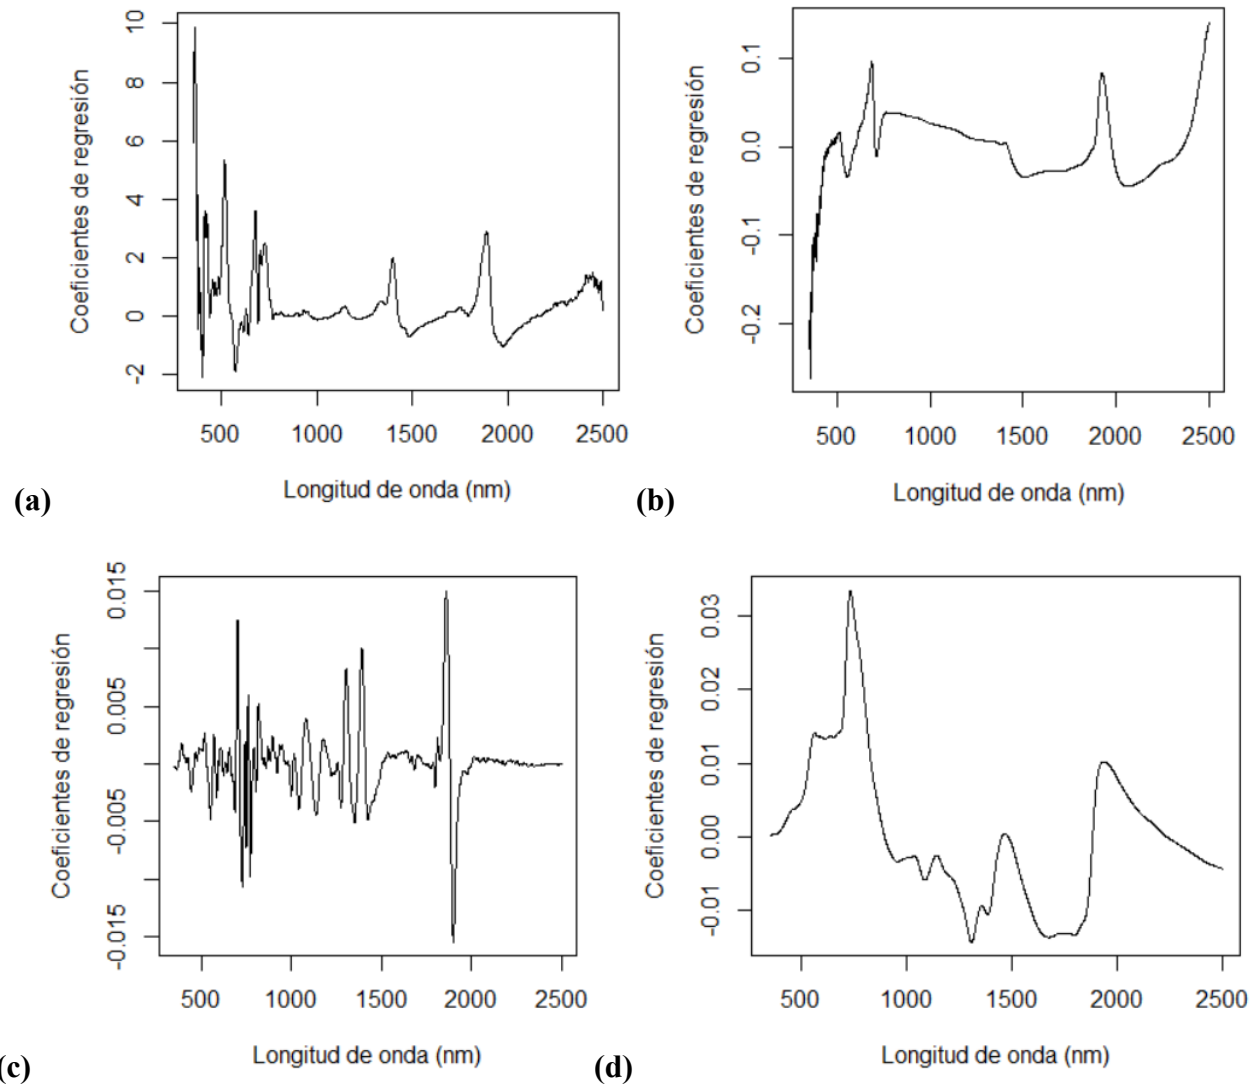 10
8
6
4
2
0
-2
Coeficientes de regresión
500 1000 1500 2000 2500
Longitud de onda (nm)
(a)
0.1
0.0
-0.1
-0.2
Coeficientes de regresión
500 1000 1500 2000 2500
Longitud de onda (nm)
(b)
0.015
0.005
-0.005
-0.015
Coeficientes de regresión
500 1000 1500 2000 2500
Longitud de onda (nm)
(c)
0.03
0.02
0.01
0.00
-0.01
Coeficientes de regresión
500 1000 1500 2000 2500
Longitud de onda (nm)
(d)